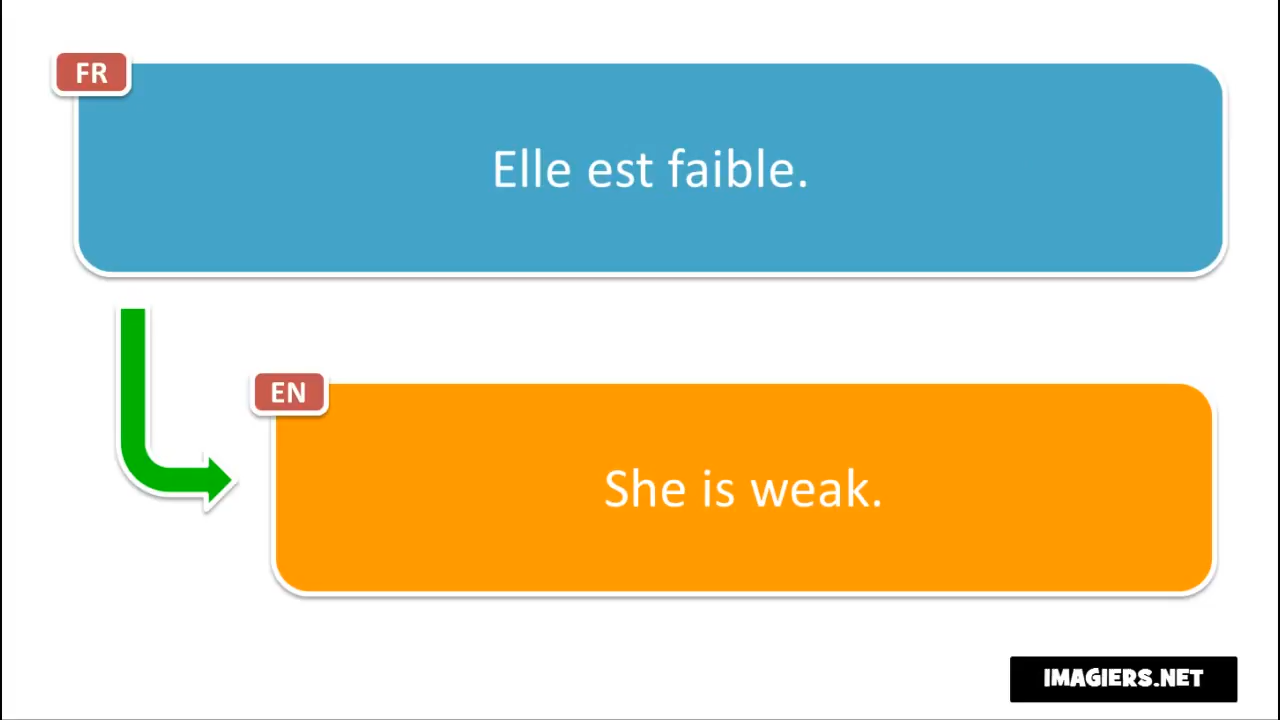 FR
Elle est faible.
EN
She is weak.
IMAGIERS.NET